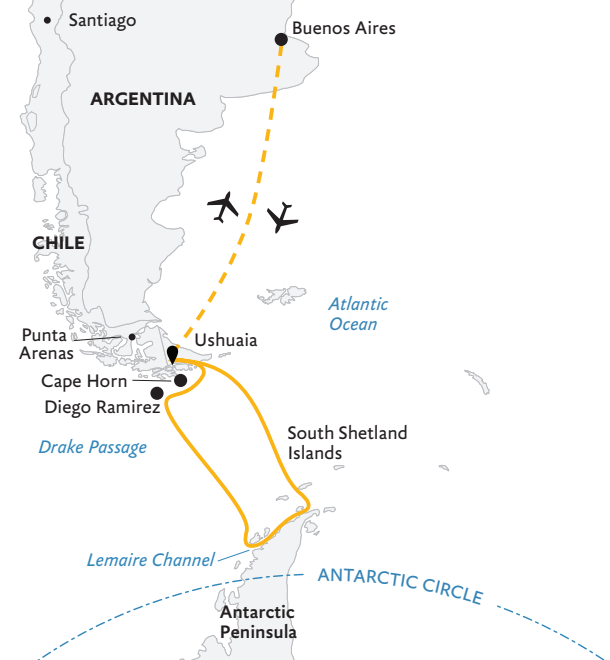 Santiago
Buenos Aires
ARGENTINA
CHILE
Atlantic
Ocean
Punta
Arenas
Ushuaia
Cape Horn
Diego Ramirez
South Shetland
Islands
Drake Passage
Lemaire Channel
ANTARCTIC CIRCLE
Antarctic
Peninsula